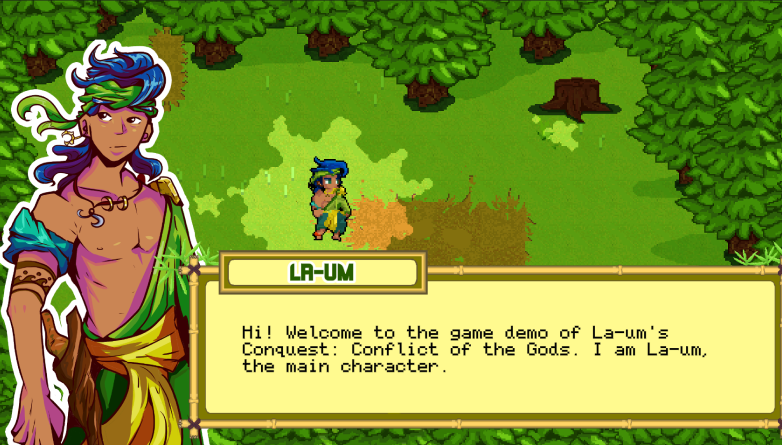 LA-UM
Hi! Welcome to the game demo of La-um's
Conquest: Conflict of the Gods. I am La-um,
the main character.